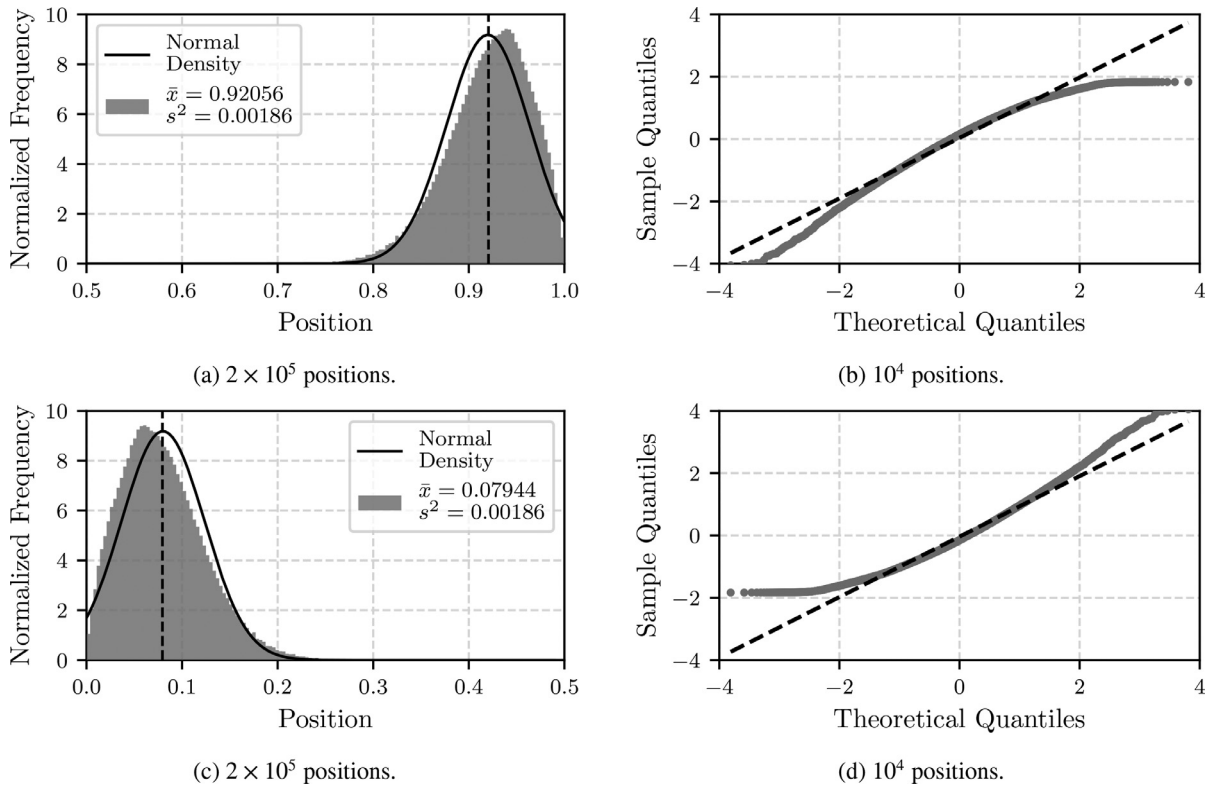 Normalized Frequency
10
8
6
4
2
0
Normal
Density
x̄ = 0.92056
s² = 0.00186
0.5 0.6 0.7 0.8 0.9 1.0
Position
(a) 2 × 10⁵ positions.
Sample Quantiles
4
2
0
−2
−4
−4 −2 0 2 4
Theoretical Quantiles
(b) 10⁴ positions.
Normalized Frequency
10
8
6
4
2
0
Normal
Density
x̄ = 0.07944
s² = 0.00186
0.0 0.1 0.2 0.3 0.4 0.5
Position
(c) 2 × 10⁵ positions.
Sample Quantiles
4
2
0
−2
−4
−4 −2 0 2 4
Theoretical Quantiles
(d) 10⁴ positions.